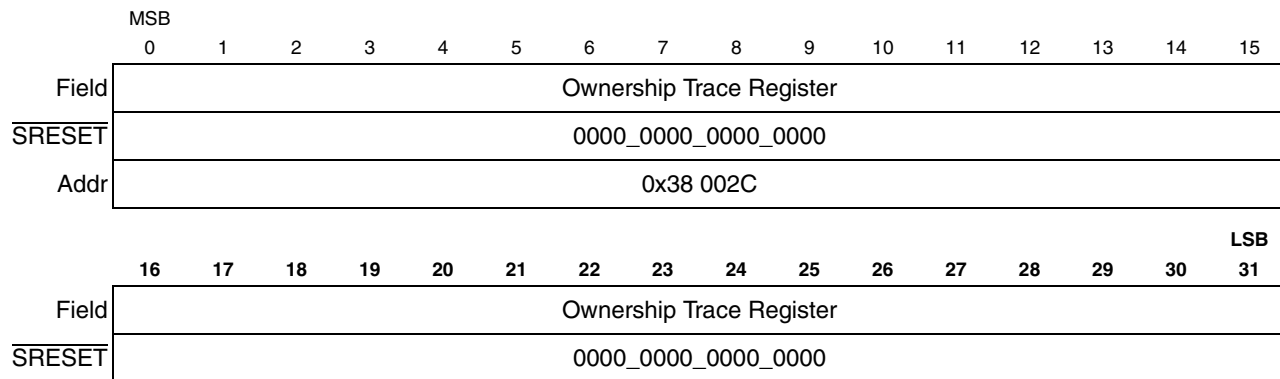 MSB
0 1 2 3 4 5 6 7 8 9 10 11 12 13 14 15
Field Ownership Trace Register
SRESET 0000_0000_0000_0000
Addr 0x38 002C
LSB
16 17 18 19 20 21 22 23 24 25 26 27 28 29 30 31
Field Ownership Trace Register
SRESET 0000_0000_0000_0000